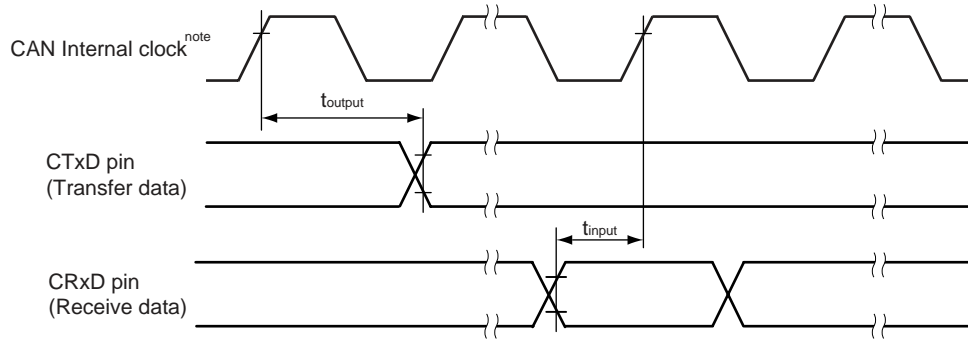 CAN Internal clock note
toutput
CTxD pin
(Transfer data)
tinput
CRxD pin
(Receive data)